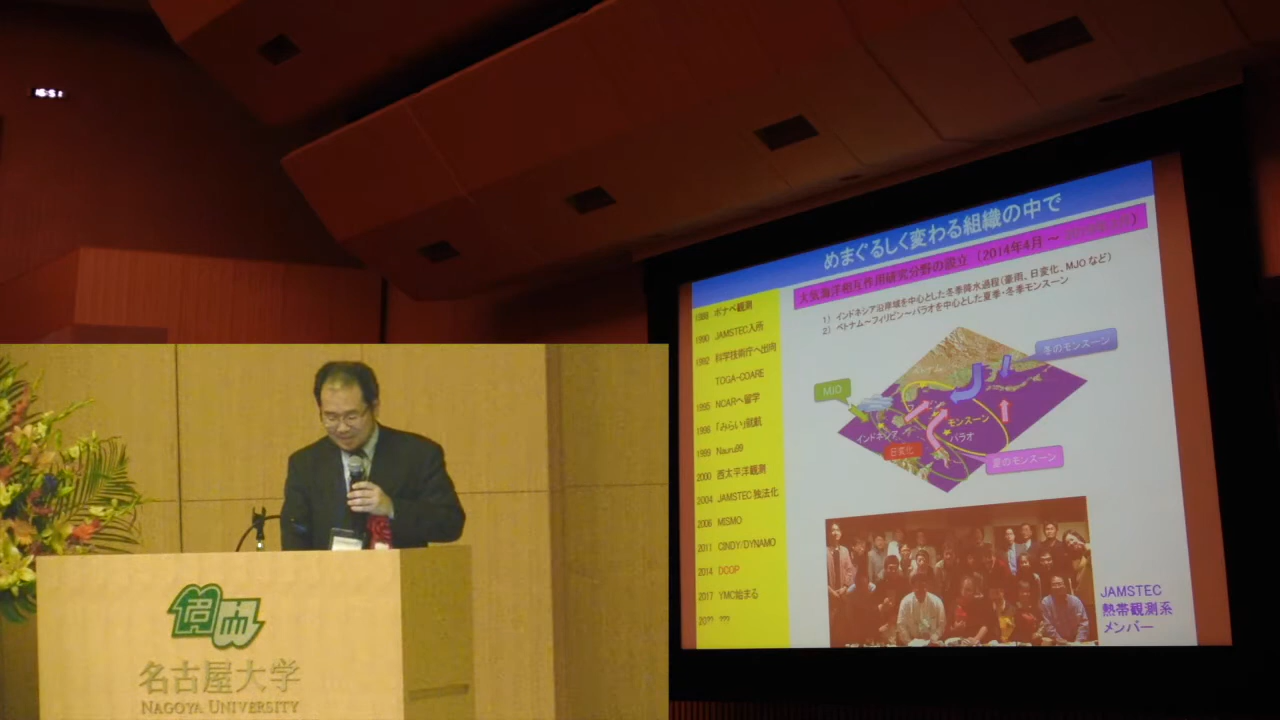 16:51
めまぐるしく変わる組織の中で
大気海洋相互作用研究分野の設立 (2014年4月 ~
1) インドネシア沿岸域を中心とした冬季降水過程(豪雨、日変化、MJOなど)
2) ベトナム~フィリピン~パラオを中心とした夏季・冬季モンスーン
1988 ポナペ観測
1990 JAMSTEC入所
1992 科学技術庁へ出向
TOGA-COARE
1995 NCARへ留学
1998 「みらい」就航
1999 Nauru99
2000 西太平洋観測
2004 JAMSTEC 独法化
2006 MISMO
2011 CINDY/DYNAMO
2014 DCOP
2017 YMC始まる
20?? ???
冬のモンスーン
MJO
モンスーン
インドネシア
パラオ
日変化
夏のモンスーン
JAMSTEC
熱帯観測系
メンバー
名大
名古屋大学
NAGOYA UNIVERSITY